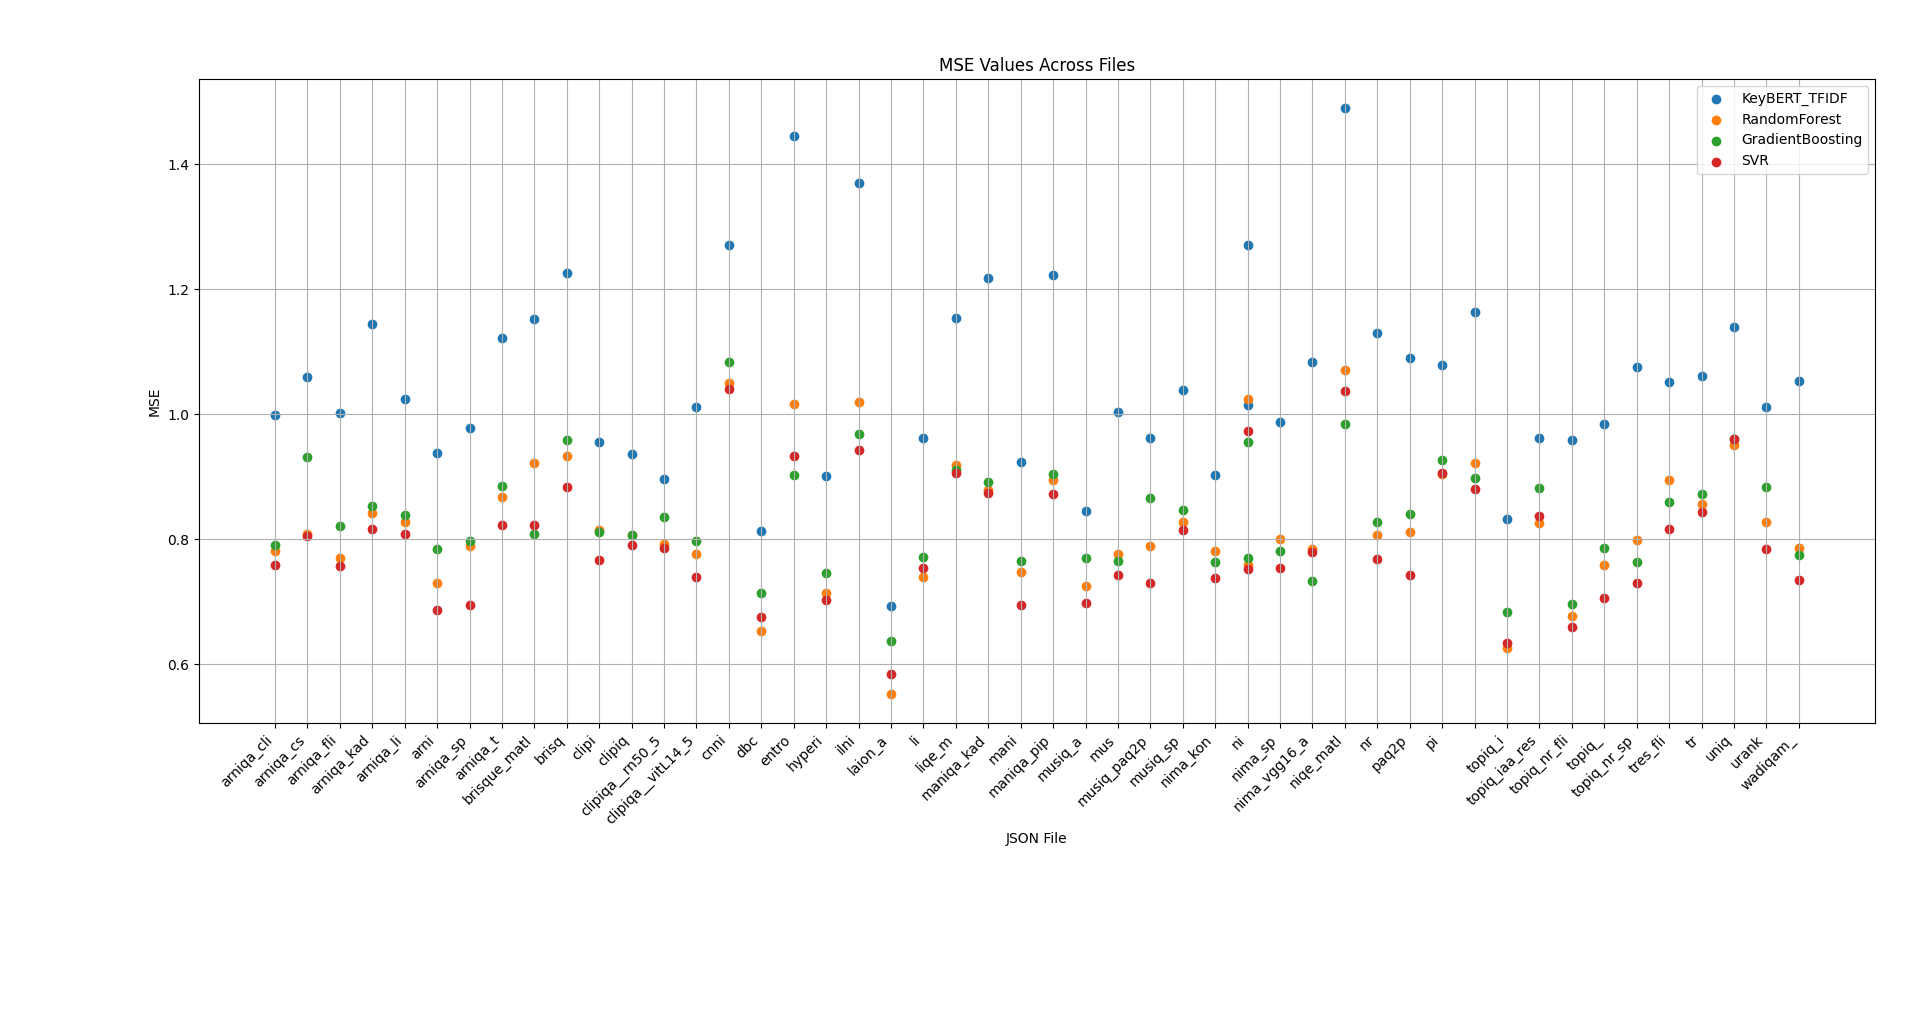 MSE Values Across Files
KeyBERT_TFIDF
RandomForest
GradientBoosting
SVR
1.4
1.2
1.0
0.8
0.6
MSE
arniqa_cli
arniqa_cs
arniqa_fli
arniqa_kad
arniqa_li
arni
arniqa_sp
arniqa_t
brisque_matl
brisq
clipi
clipiq
clipiqa__rn50_5
clipiqa__vitL14_5
cnni
dbc
entro
hyperi
ilni
laion_a
li
liqe_m
maniqa_kad
mani
maniqa_pip
musiq_a
mus
musiq_paq2p
musiq_sp
nima_kon
ni
nima_sp
nima_vgg16_a
niqe_matl
nr
paq2p
pi
topiq_i
topiq_iaa_res
topiq_nr_fli
topiq_
topiq_nr_sp
tres_fli
tr
uniq
urank
wadiqam_
JSON File